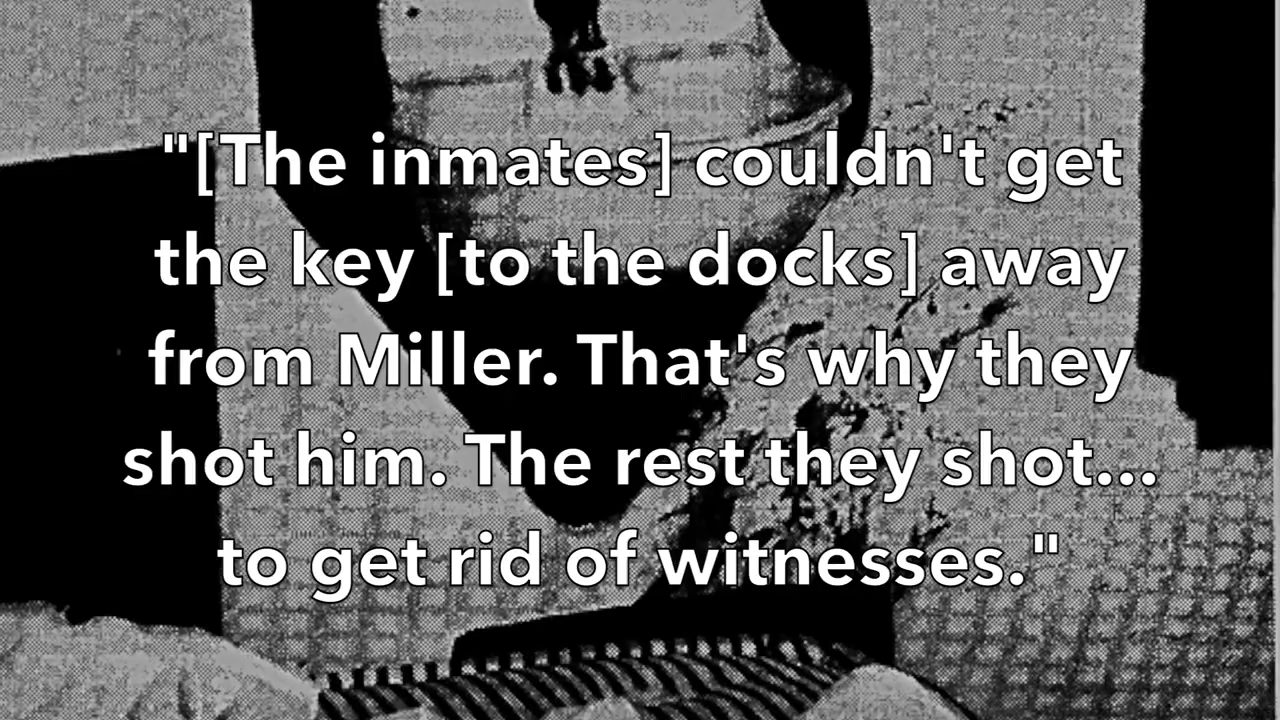 "[The inmates] couldn't get
the key [to the docks] away
from Miller. That's why they
shot him. The rest they shot...
to get rid of witnesses."